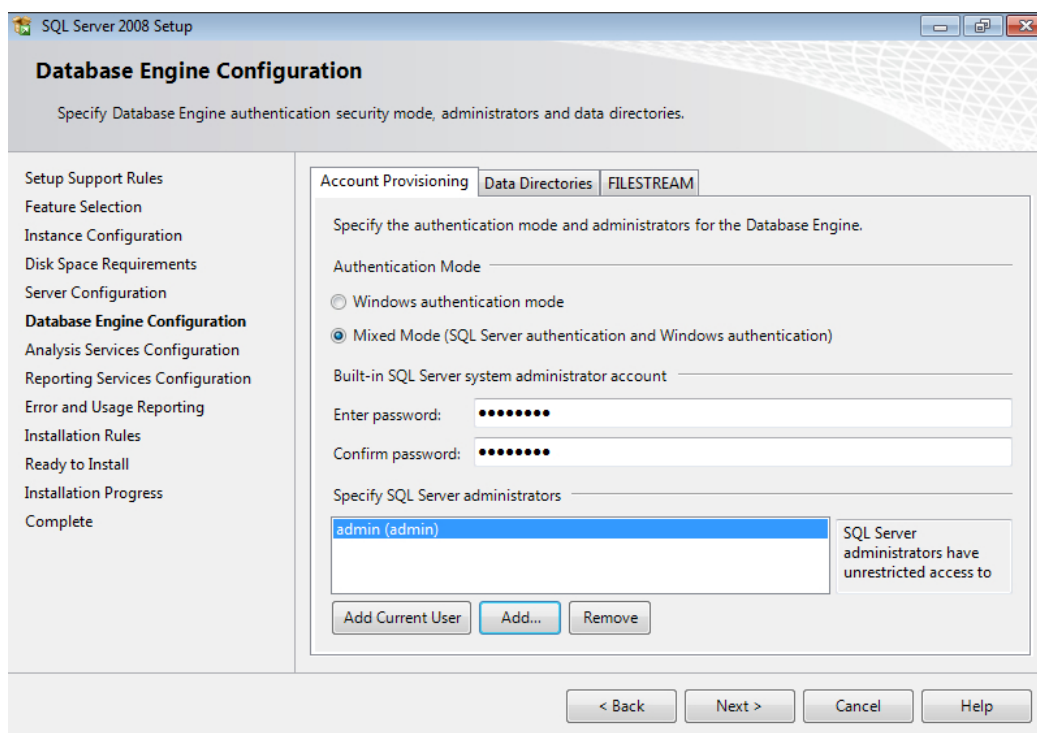 SQL Server 2008 Setup
Database Engine Configuration
Specify Database Engine authentication security mode, administrators and data directories.
Setup Support Rules
Feature Selection
Instance Configuration
Disk Space Requirements
Server Configuration
Database Engine Configuration
Analysis Services Configuration
Reporting Services Configuration
Error and Usage Reporting
Installation Rules
Ready to Install
Installation Progress
Complete
Account Provisioning
Data Directories
FILESTREAM
Specify the authentication mode and administrators for the Database Engine.
Authentication Mode
Windows authentication mode
Mixed Mode (SQL Server authentication and Windows authentication)
Built-in SQL Server system administrator account
Enter password: ●●●●●●●●
Confirm password: ●●●●●●●●
Specify SQL Server administrators
admin (admin)
SQL Server
administrators have
unrestricted access to
Add Current User
Add...
Remove
< Back
Next >
Cancel
Help